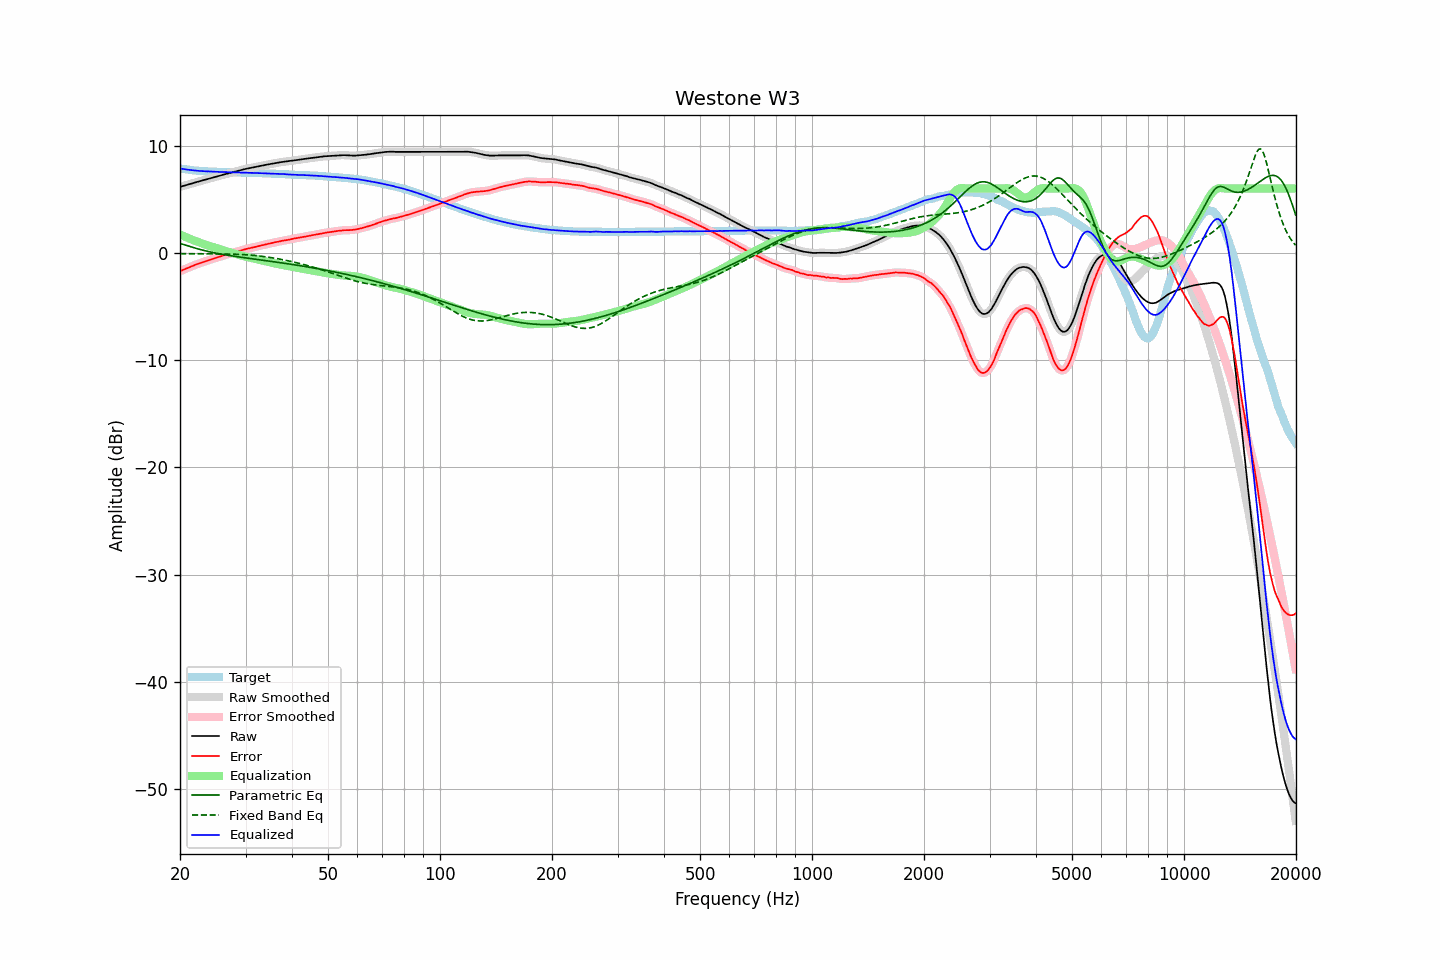 Westone W3
Amplitude (dBr)
10
0
−10
−20
−30
−40
−50
Target
Raw Smoothed
Error Smoothed
Raw
Error
Equalization
Parametric Eq
Fixed Band Eq
Equalized
20 50 100 200 500 1000 2000 5000 10000 20000
Frequency (Hz)